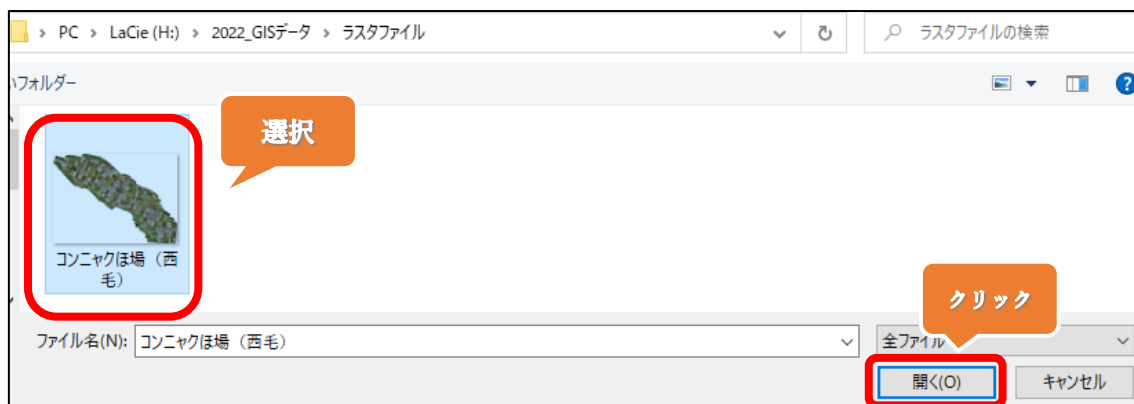 PC › LaCie (H:) › 2022_GISデータ › ラスタファイル
ラスタファイルの検索
いフォルダー
選択
コンニャクほ場（西
毛）
クリック
ファイル名(N):
コンニャクほ場（西毛）
全ファイル
開く(O)
キャンセル